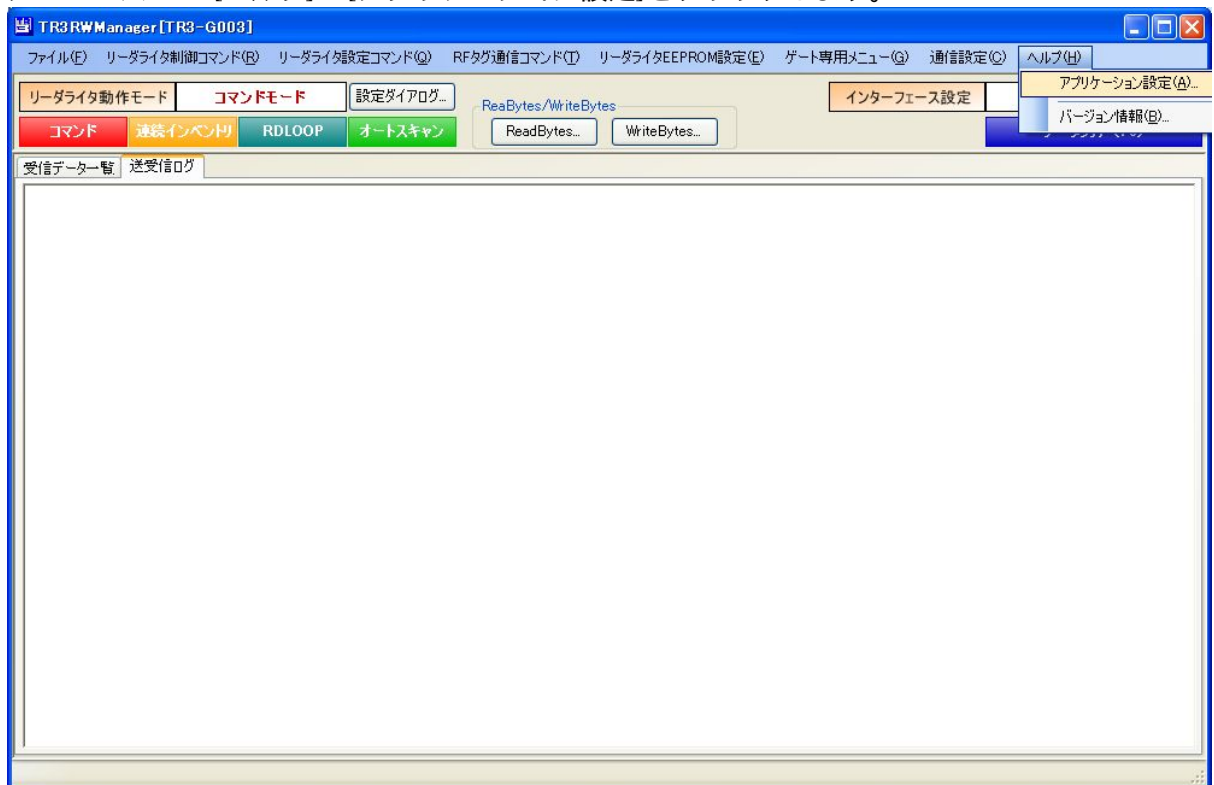 TR3RWManager[TR3-G003]
ファイル(F) リーダライタ制御コマンド(R) リーダライタ設定コマンド(Q) RFタグ通信コマンド(T) リーダライタEEPROM設定(E) ゲート専用メニュー(G) 通信設定(C) ヘルプ(H)
アプリケーション設定(A)...
バージョン情報(B)...
リーダライタ動作モード コマンドモード 設定ダイアログ... ReaBytes/WriteBytes インターフェース設定
コマンド 連続インベントリ RDLOOP オートスキャン ReadBytes... WriteBytes...
受信データ一覧 送受信ログ